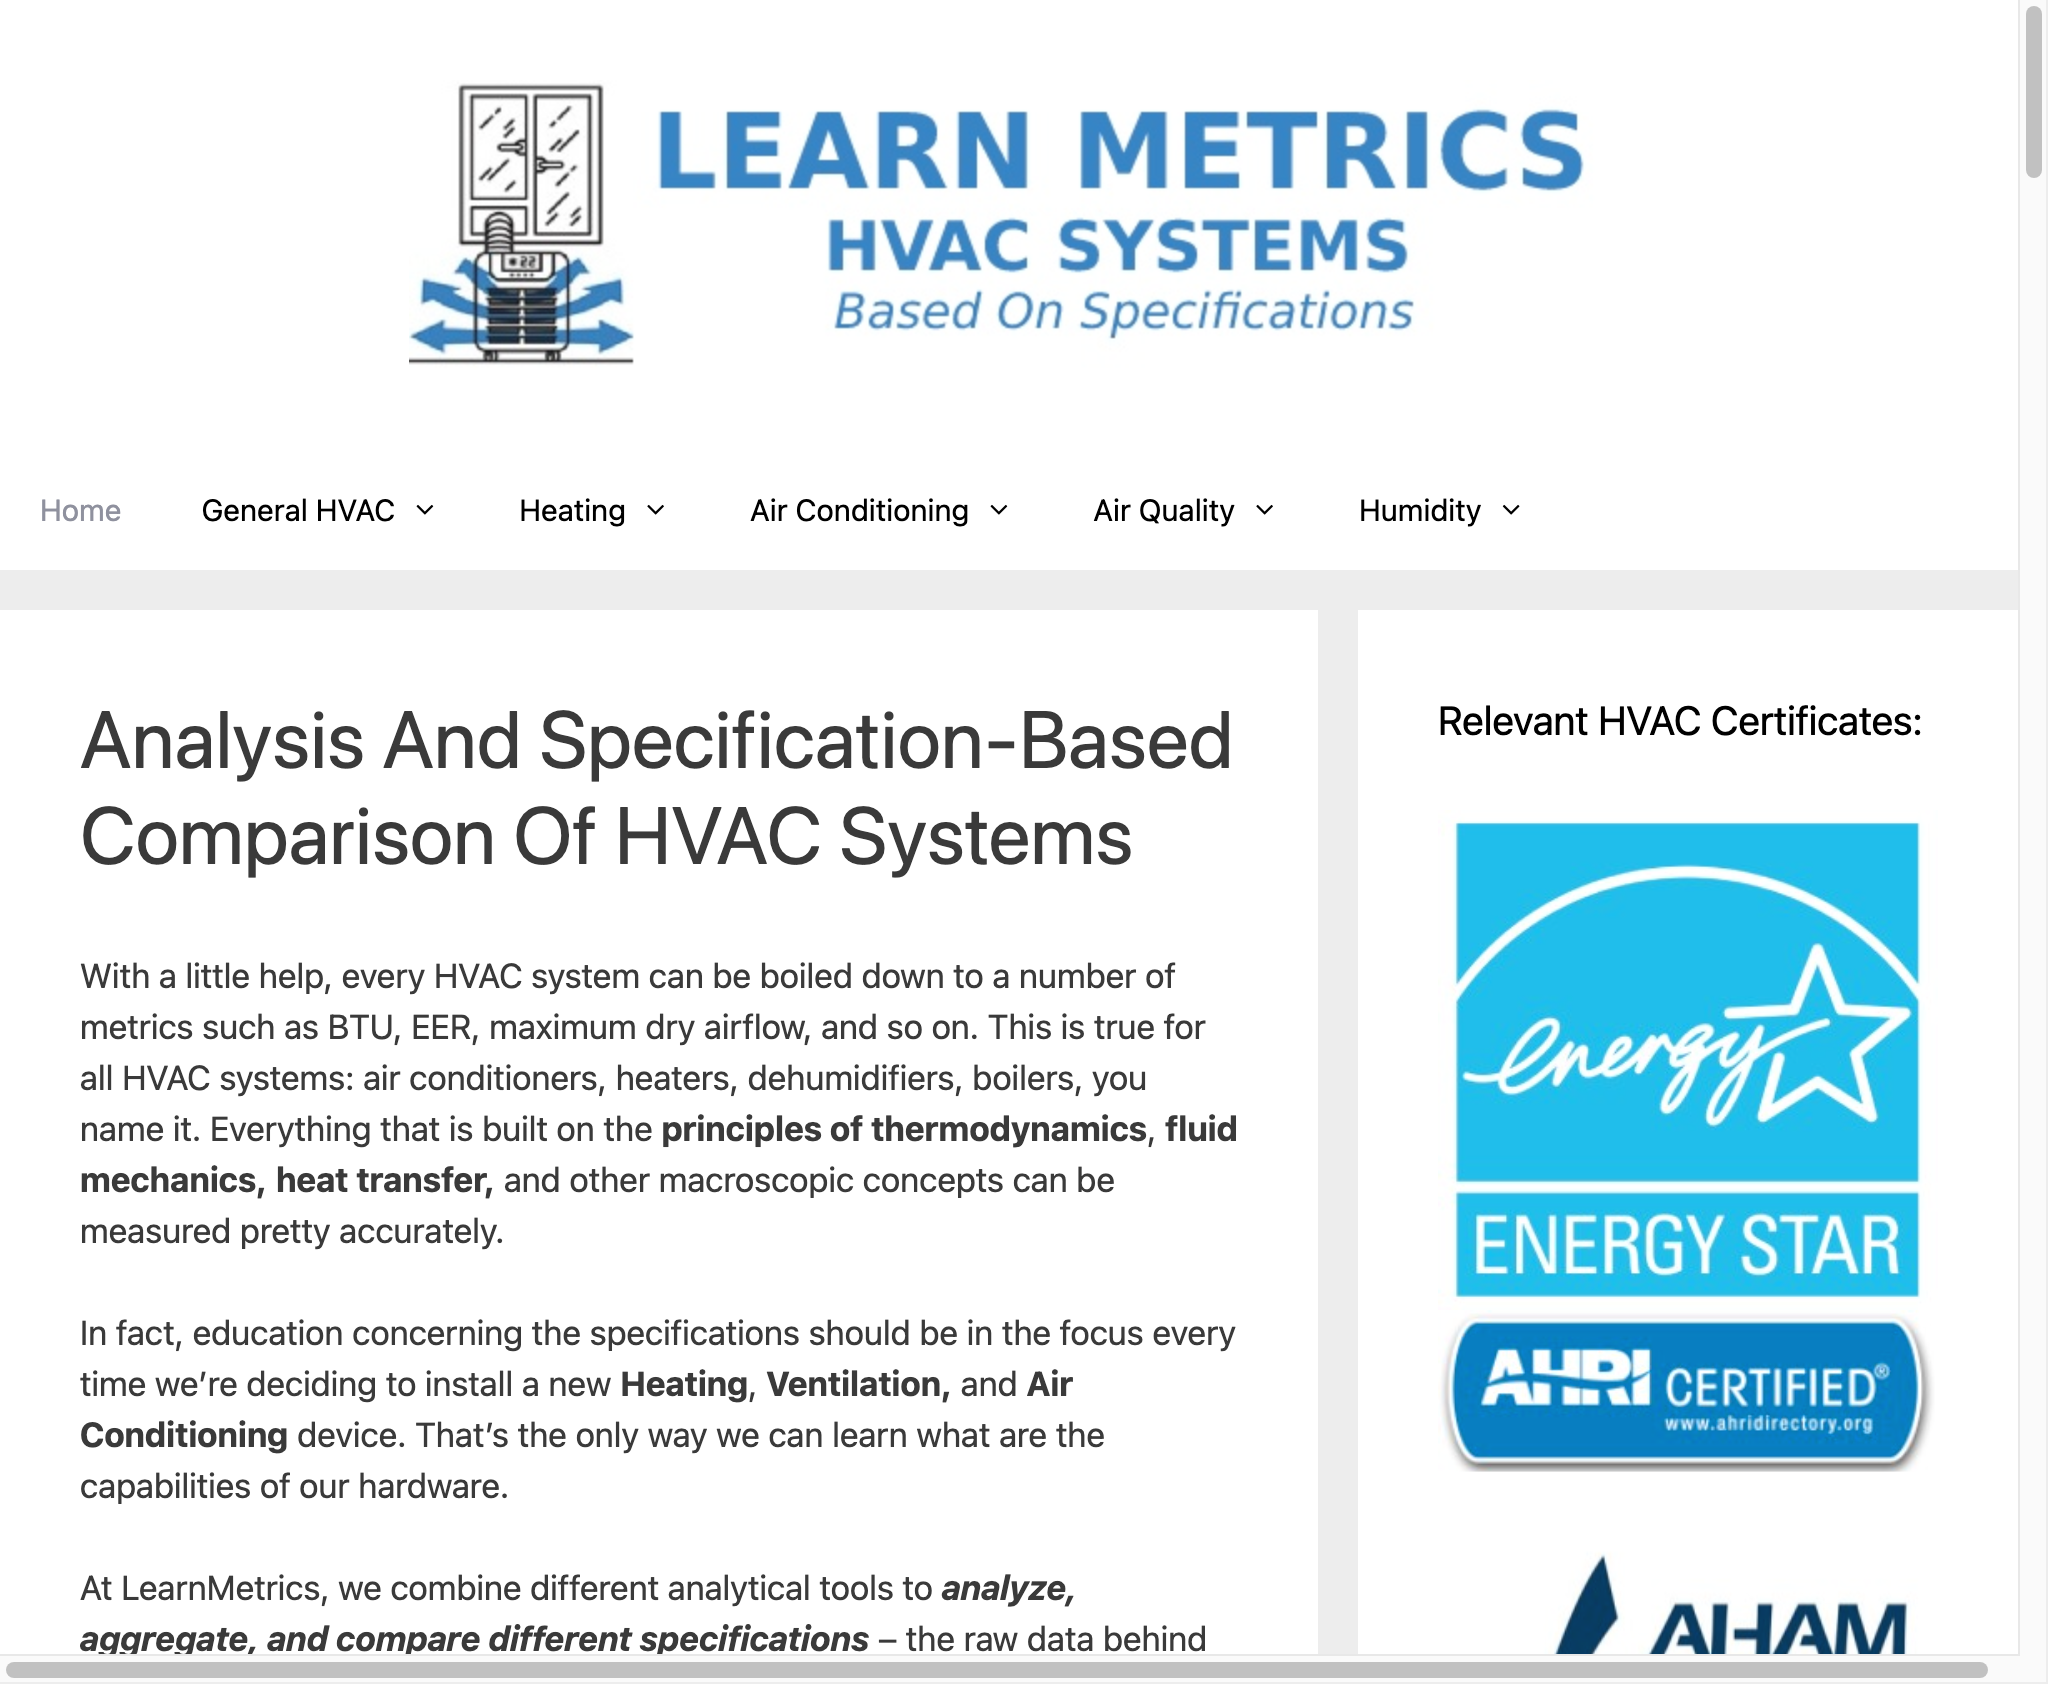 LEARN METRICS
HVAC SYSTEMS
Based On Specifications
22
Home General HVAC Heating Air Conditioning Air Quality Humidity
Analysis And Specification-Based
Comparison Of HVAC Systems
With a little help, every HVAC system can be boiled down to a number of
metrics such as BTU, EER, maximum dry airflow, and so on. This is true for
all HVAC systems: air conditioners, heaters, dehumidifiers, boilers, you
name it. Everything that is built on the principles of thermodynamics, fluid
mechanics, heat transfer, and other macroscopic concepts can be
measured pretty accurately.
In fact, education concerning the specifications should be in the focus every
time we’re deciding to install a new Heating, Ventilation, and Air
Conditioning device. That’s the only way we can learn what are the
capabilities of our hardware.
At LearnMetrics, we combine different analytical tools to analyze,
aggregate, and compare different specifications – the raw data behind
Relevant HVAC Certificates:
energy
ENERGY STAR
AHRI CERTIFIED®
www.ahridirectory.org
AHAM